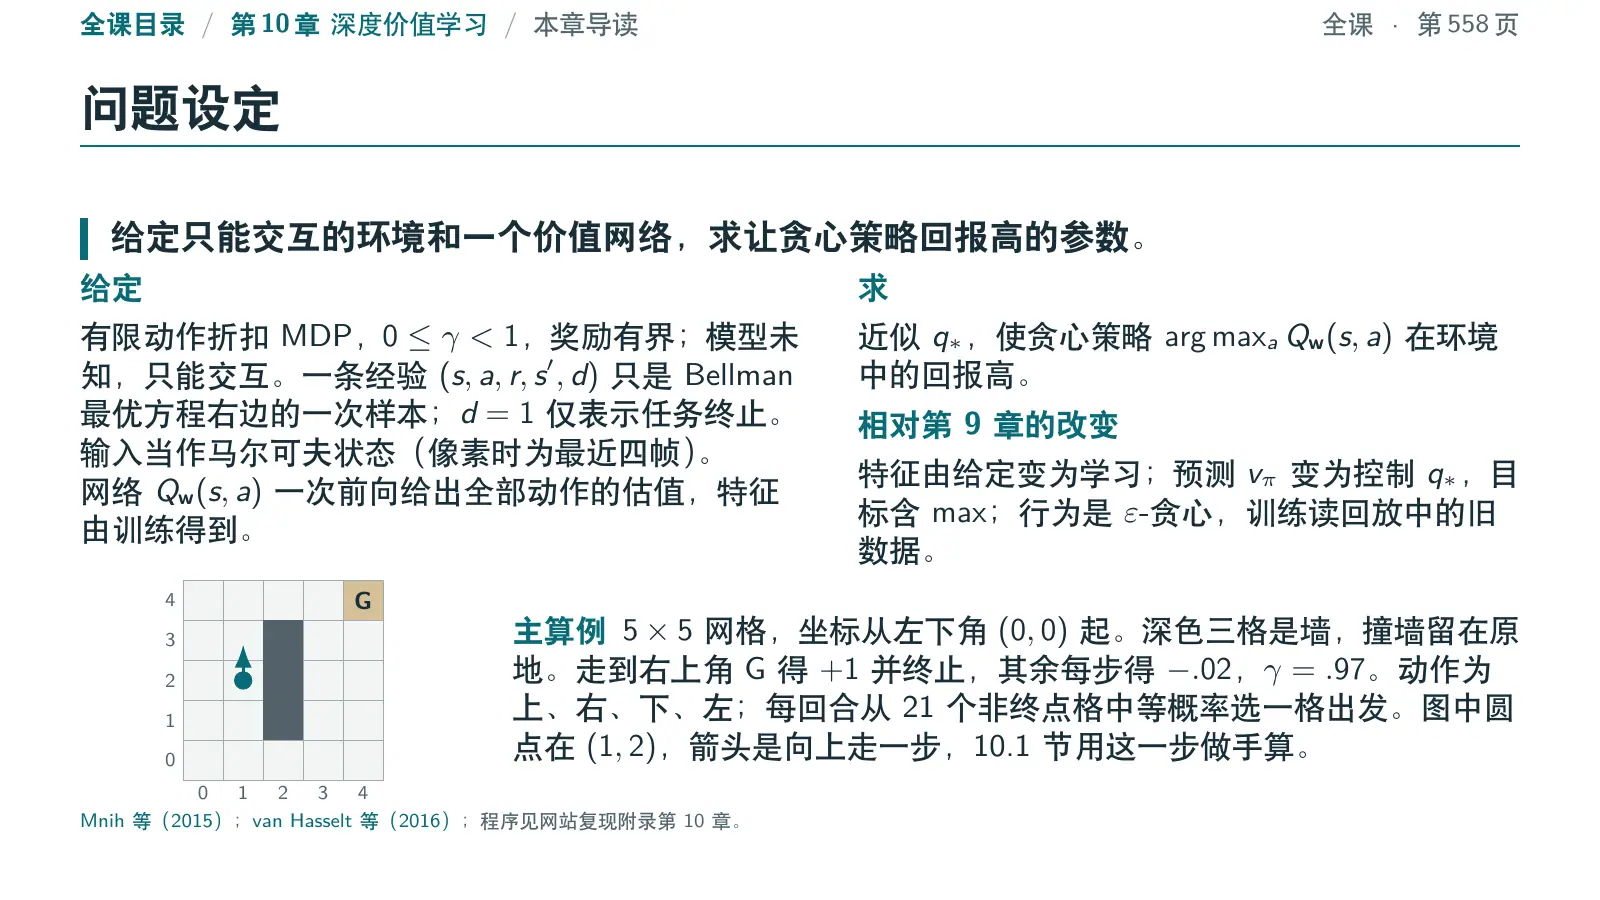 全课目录 / 第 10 章 深度价值学习 / 本章导读
全课 · 第 558 页
问题设定
给定只能交互的环境和一个价值网络，求让贪心策略回报高的参数。
给定
有限动作折扣 MDP，0 ≤ γ < 1，奖励有界；模型未
知，只能交互。一条经验 (s, a, r, s′, d) 只是 Bellman
最优方程右边的一次样本；d = 1 仅表示任务终止。
输入当作马尔可夫状态（像素时为最近四帧）。
网络 Q_w(s, a) 一次前向给出全部动作的估值，特征
由训练得到。
求
近似 q_*，使贪心策略 arg max_a Q_w(s, a) 在环境
中的回报高。
相对第 9 章的改变
特征由给定变为学习；预测 v_π 变为控制 q_*，目
标含 max；行为是 ε-贪心，训练读回放中的旧
数据。
4
3
2
1
0
G
0 1 2 3 4
主算例 5 × 5 网格，坐标从左下角 (0, 0) 起。深色三格是墙，撞墙留在原
地。走到右上角 G 得 +1 并终止，其余每步得 −.02，γ = .97。动作为
上、右、下、左；每回合从 21 个非终点格中等概率选一格出发。图中圆
点在 (1, 2)，箭头是向上走一步，10.1 节用这一步做手算。
Mnih 等（2015）；van Hasselt 等（2016）；程序见网站复现附录第 10 章。